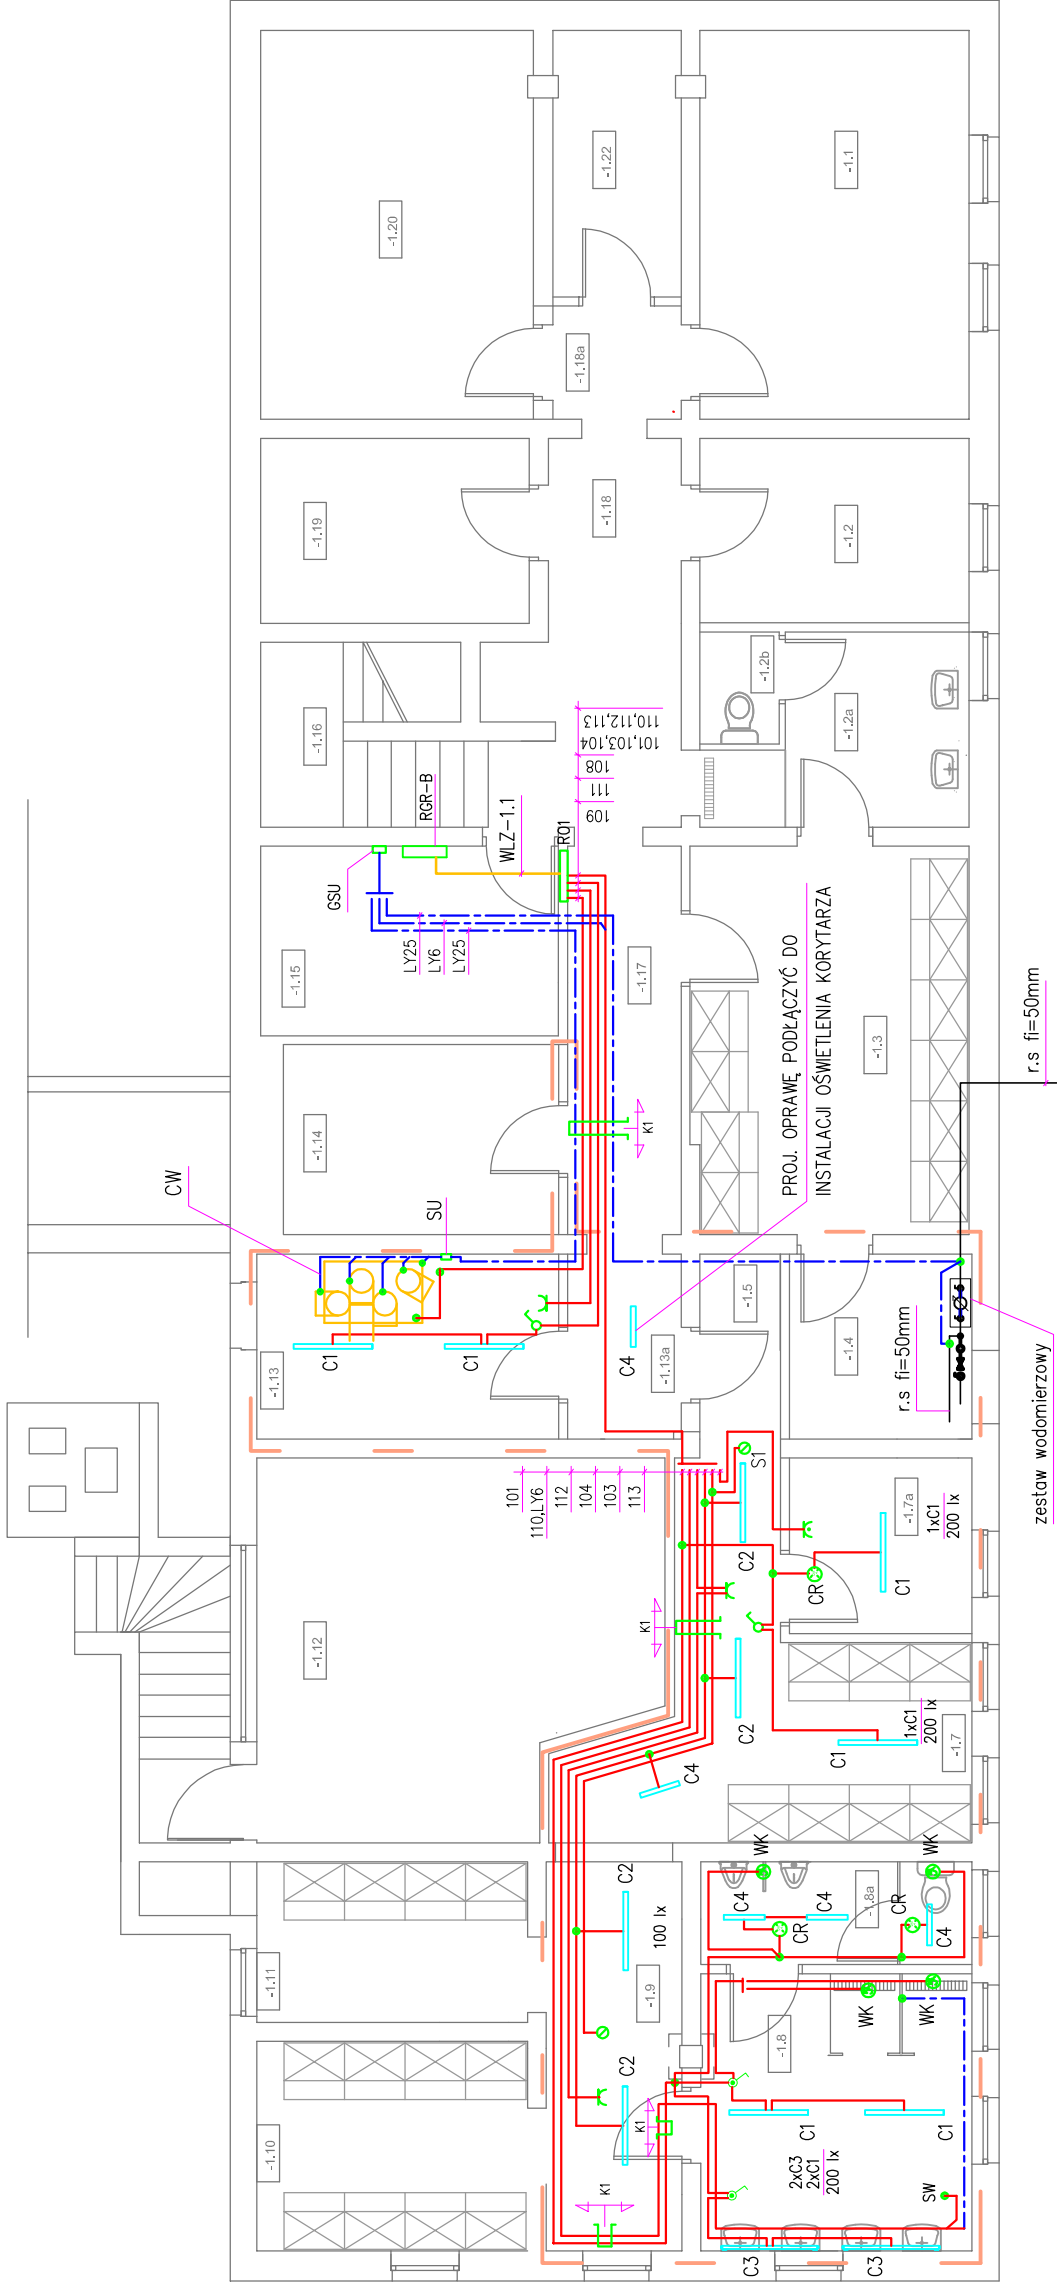 -1.20
-1.22
-1.1
-1.18a
-1.19
-1.18
-1.2
-1.2b
-1.2a
-1.16
RGR-B
WLZ-1.1
RO1
101,103,104
110,112,113
108
111
109
GSU
LY25
LY6
LY25
-1.15
-1.17
-1.3
-1.14
K1
PROJ. OPRAWĘ PODŁĄCZYĆ DO
INSTALACJI OŚWIETLENIA KORYTARZA
r.s fi=50mm
CW
SU
-1.13
C1
C1
C4
-1.13a
-1.5
-1.4
r.s fi=50mm
zestaw wodomierzowy
101
110,LY6
112
104
103
113
S1
C2
-1.7a
1xC1
200 lx
CR
C1
-1.12
K1
C2
C4
C1
1xC1
200 lx
-1.7
-1.11
C2
100 lx
-1.9
C4
C4
WK
CR
-1.8a
WK
CR
C4
-1.10
C2
K1
K1
-1.8
WK
WK
C1
C1
2xC3
2xC1
200 lx
SW
C3
C3